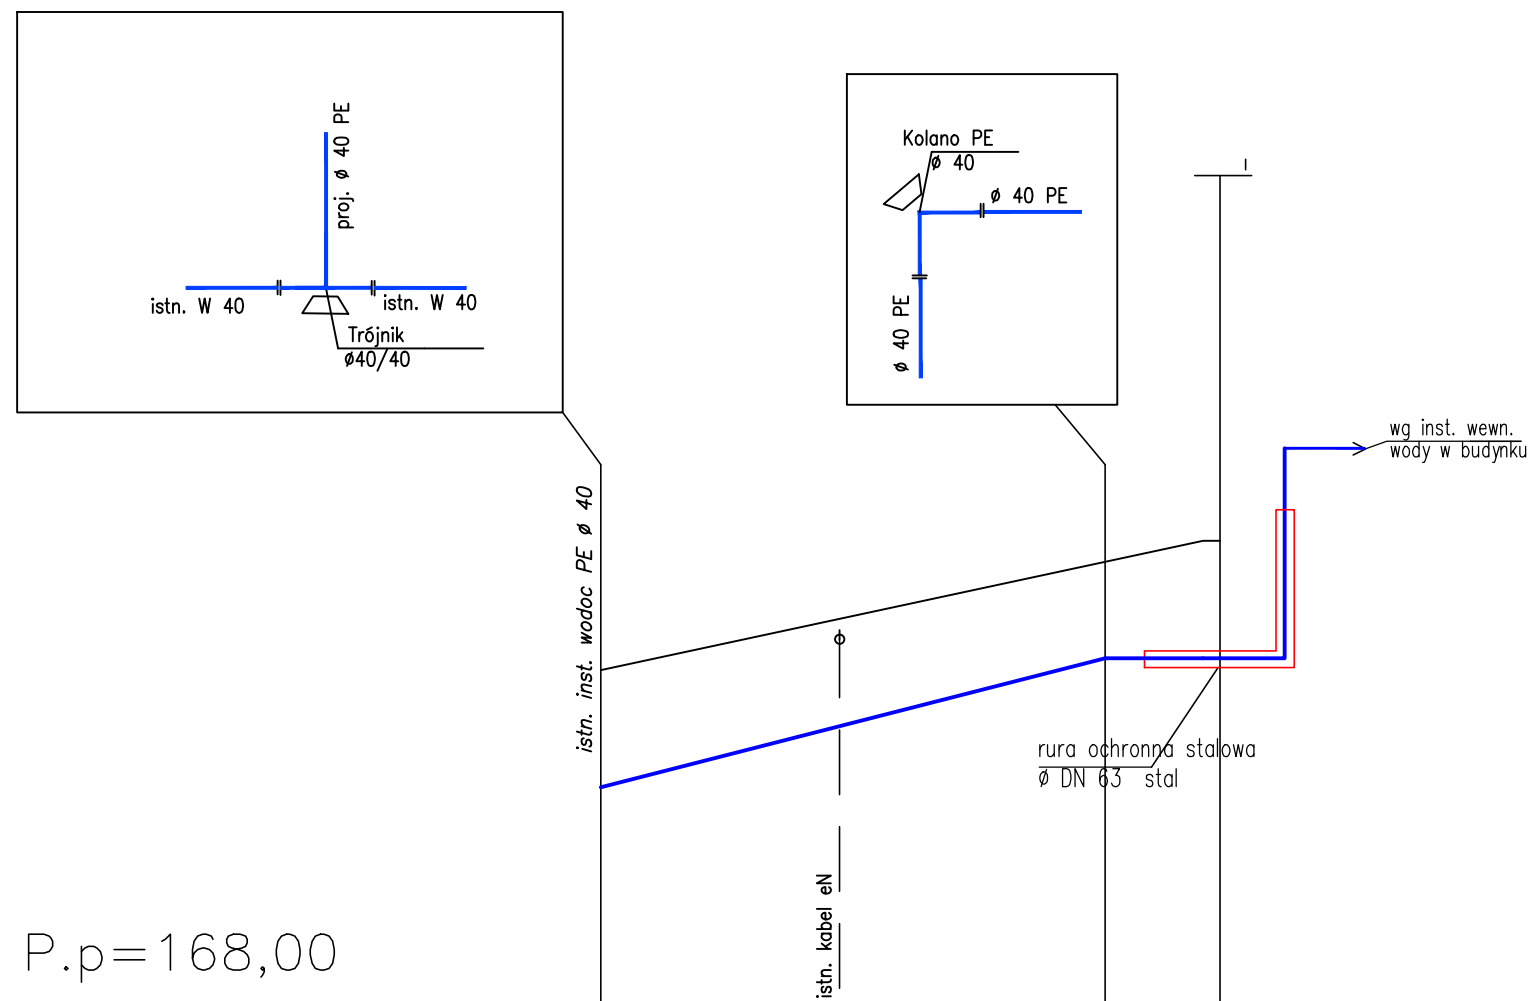 proj. ø 40 PE
istn. W 40
istn. W 40
Trójnik
ø40/40
Kolano PE
ø 40
ø 40 PE
ø 40 PE
I
wg inst. wewn.
wody w budynku
istn. inst. wodoc PE ø 40
rura ochronna stalowa
ø DN 63 stal
istn. kabel eN
P.p=168,00